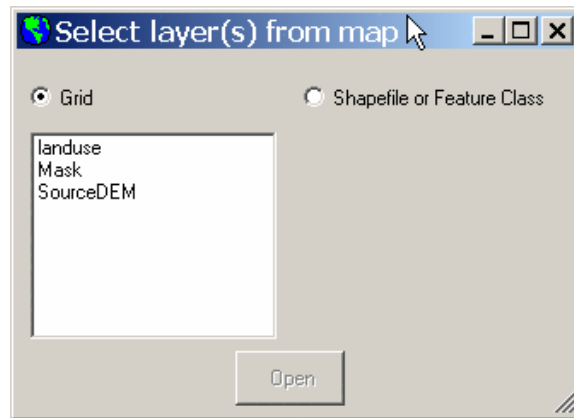 Select layer(s) from map
Grid
Shapefile or Feature Class
landuse
Mask
SourceDEM
Open